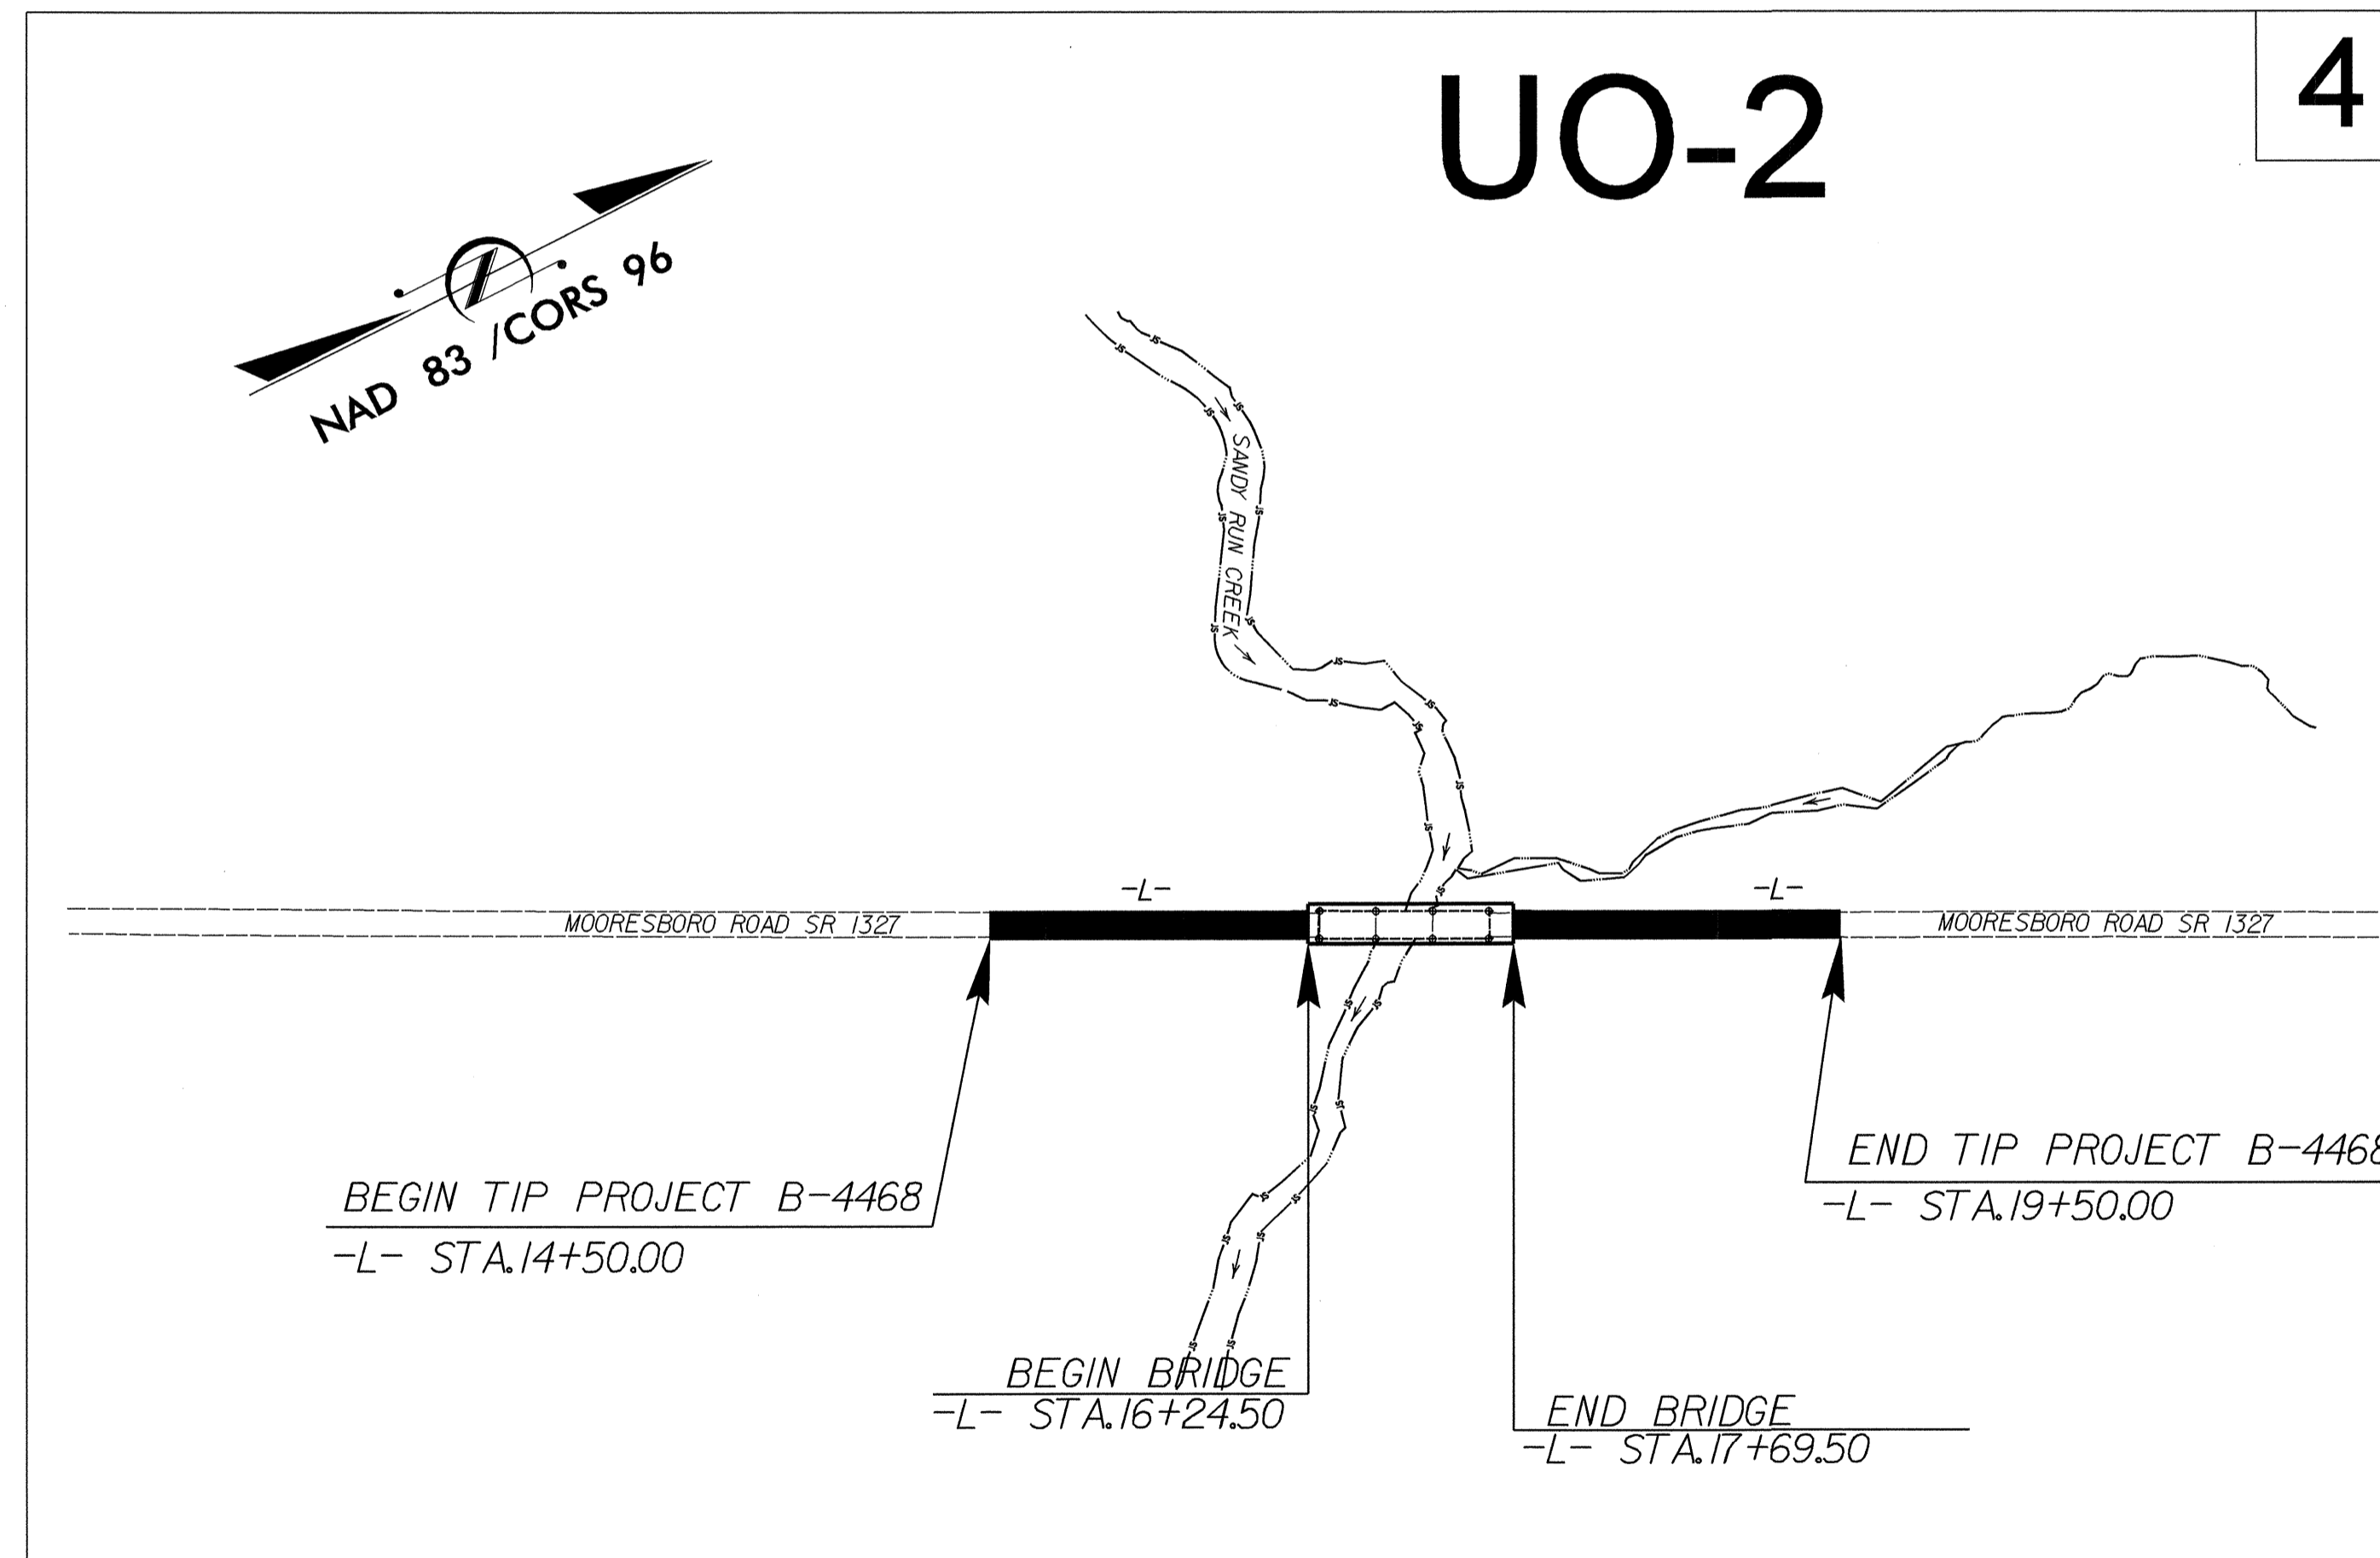 UO-2
4
NAD 83 /CORS 96
SANDY RUN CREEK
-L-
-L-
MOORESBORO ROAD SR 1327
MOORESBORO ROAD SR 1327
BEGIN TIP PROJECT B-4468
-L- STA.14+50.00
END TIP PROJECT B-4468
-L- STA.19+50.00
BEGIN BRIDGE
-L- STA.16+24.50
END BRIDGE
-L- STA.17+69.50